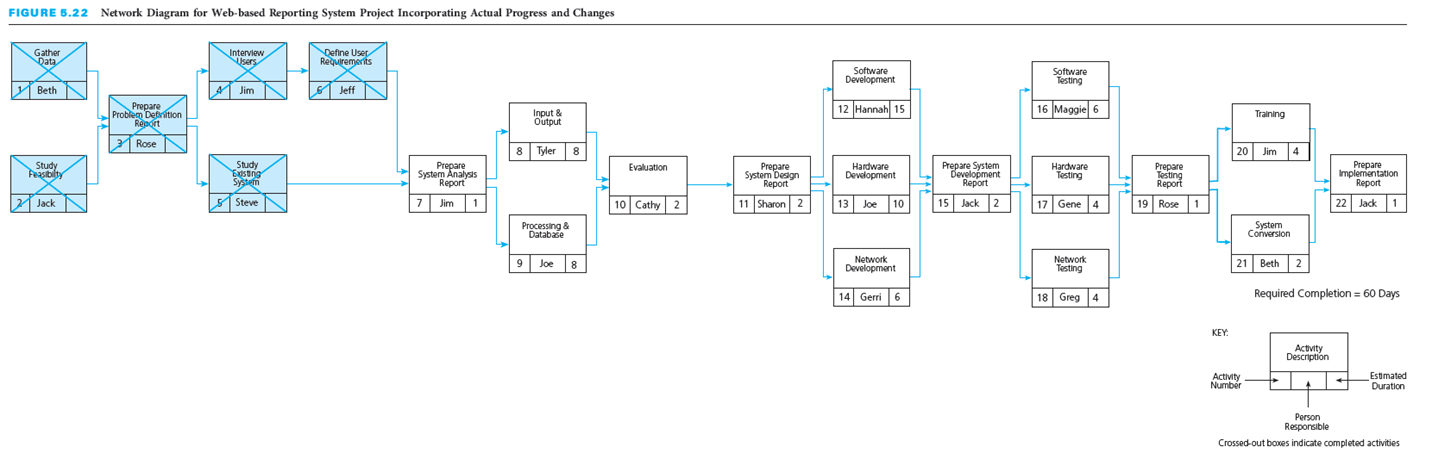 FIGURE 5.22 Network Diagram for Web-based Reporting System Project Incorporating Actual Progress and Changes
Gather
Data
1 Beth
Study
Feasibilty
2 Jack
Prepare
Problem Definition
Report
3 Rose
Interview
Users
4 Jim
Study
Existing
System
5 Steve
Define User
Requirements
6 Jeff
Prepare
System Analysis
Report
7 Jim 1
Input &
Output
8 Tyler 8
Processing &
Database
9 Joe 8
Evaluation
10 Cathy 2
Prepare
System Design
Report
11 Sharon 2
Software
Development
12 Hannah 15
Hardware
Development
13 Joe 10
Network
Development
14 Gerri 6
Prepare System
Development
Report
15 Jack 2
Software
Testing
16 Maggie 6
Hardware
Testing
17 Gene 4
Network
Testing
18 Greg 4
Prepare
Testing
Report
19 Rose 1
Training
20 Jim 4
System
Conversion
21 Beth 2
Prepare
Implementation
Report
22 Jack 1
Required Completion = 60 Days
KEY:
Activity
Description
Activity
Number
Estimated
Duration
Person
Responsible
Crossed-out boxes indicate completed activities